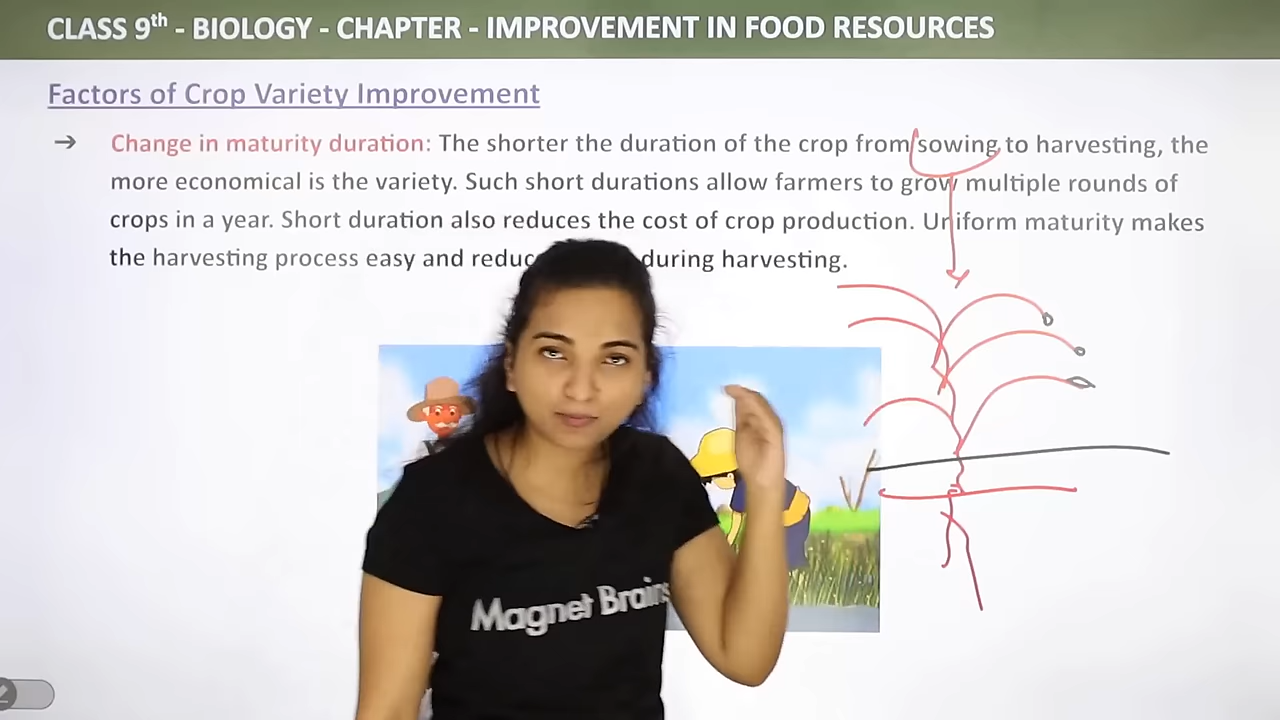 CLASS 9th - BIOLOGY - CHAPTER - IMPROVEMENT IN FOOD RESOURCES
Factors of Crop Variety Improvement
→ Change in maturity duration: The shorter the duration of the crop from sowing to harvesting, the
more economical is the variety. Such short durations allow farmers to grow multiple rounds of
crops in a year. Short duration also reduces the cost of crop production. Uniform maturity makes
the harvesting process easy and during harvesting.
Magnet Brains